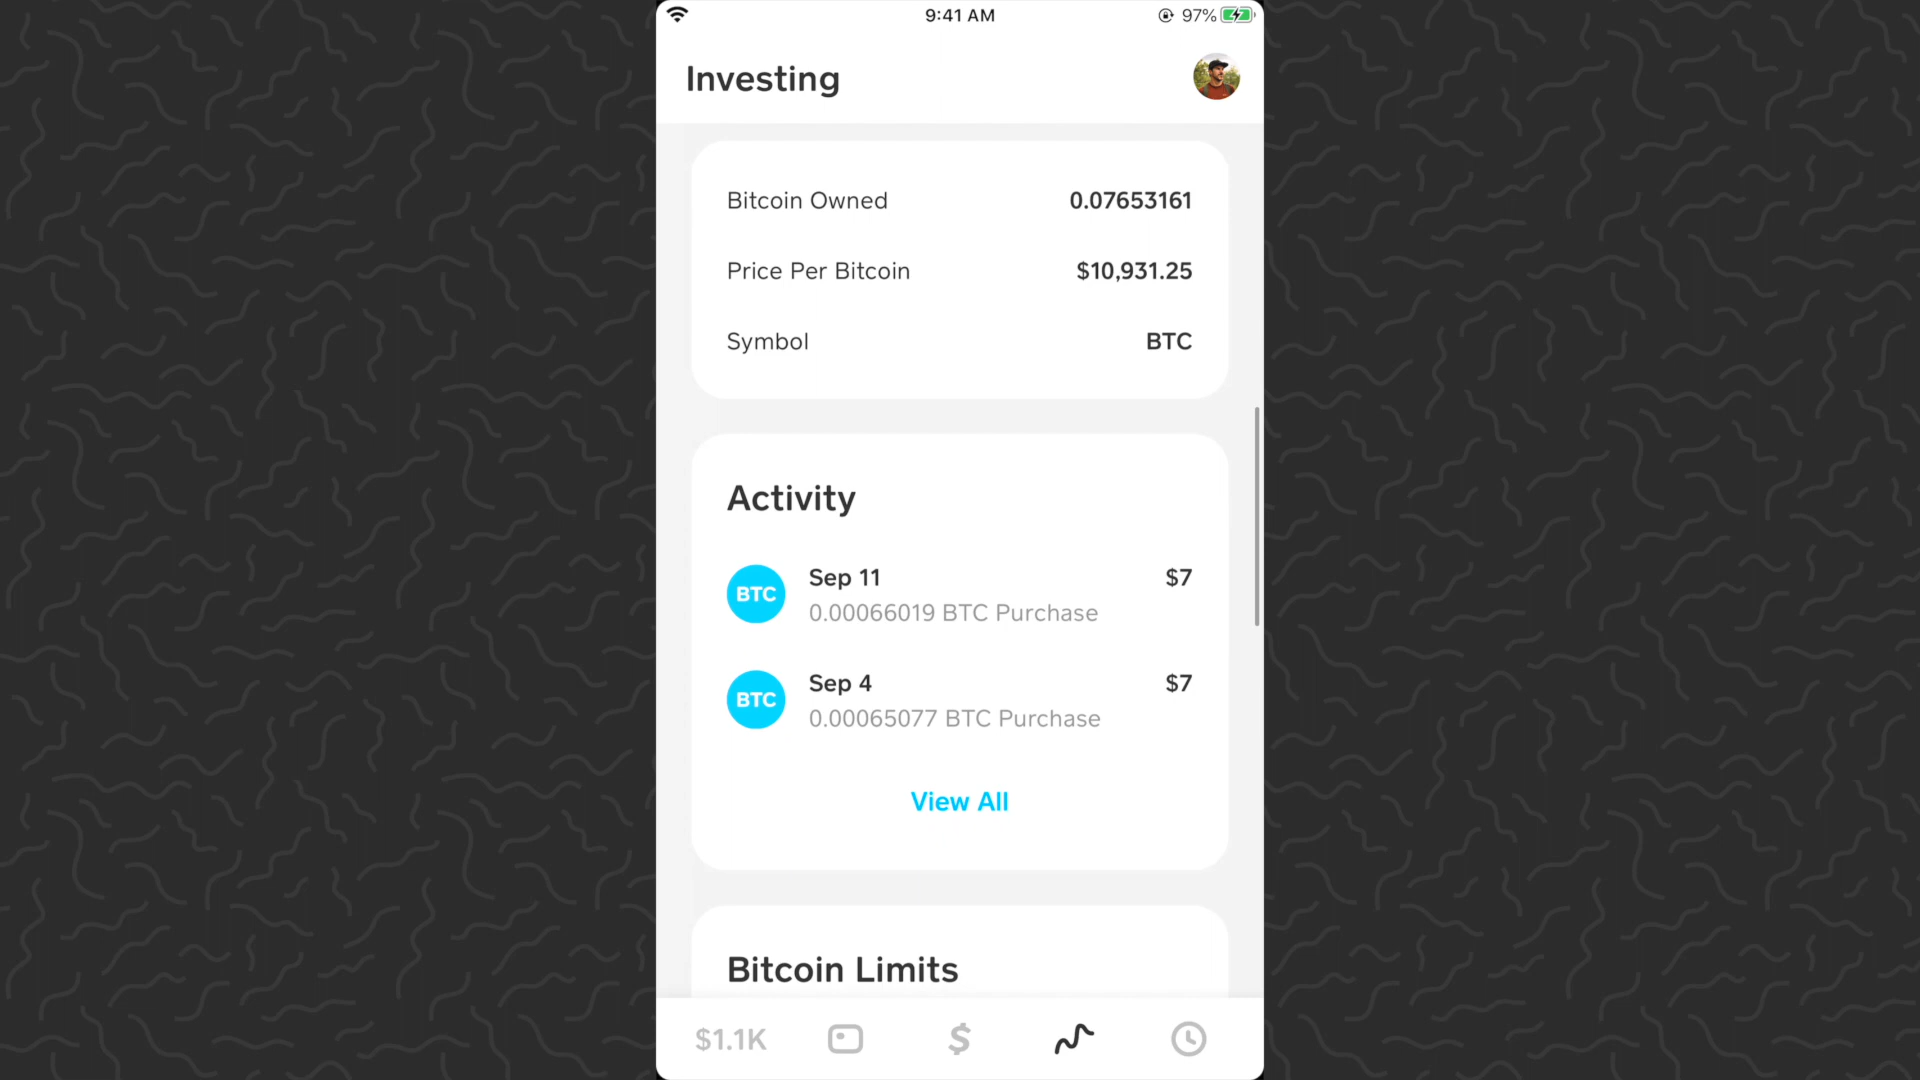 9:41 AM
97%
Investing
Bitcoin Owned 0.07653161
Price Per Bitcoin $10,931.25
Symbol BTC
Activity
BTC Sep 11 $7
0.00066019 BTC Purchase
BTC Sep 4 $7
0.00065077 BTC Purchase
View All
Bitcoin Limits
$1.1K $